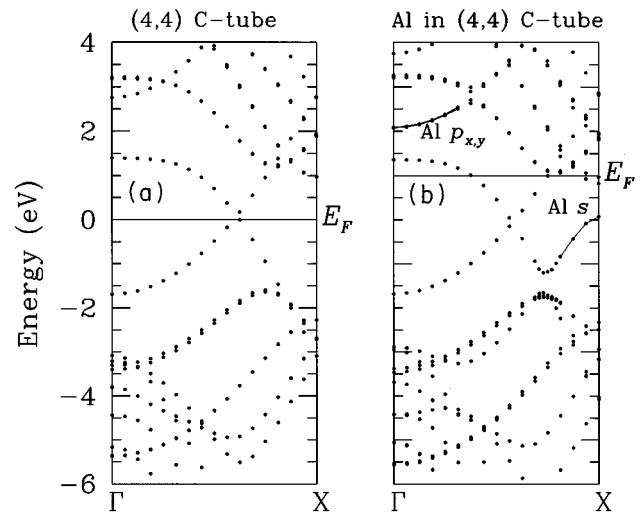 (4,4) C-tube
Al in (4,4) C-tube
4
2
0
-2
-4
-6
Energy (eV)
(a)
E_F
Γ
X
Al p_{x,y}
E_F
(b)
Al s
Γ
X